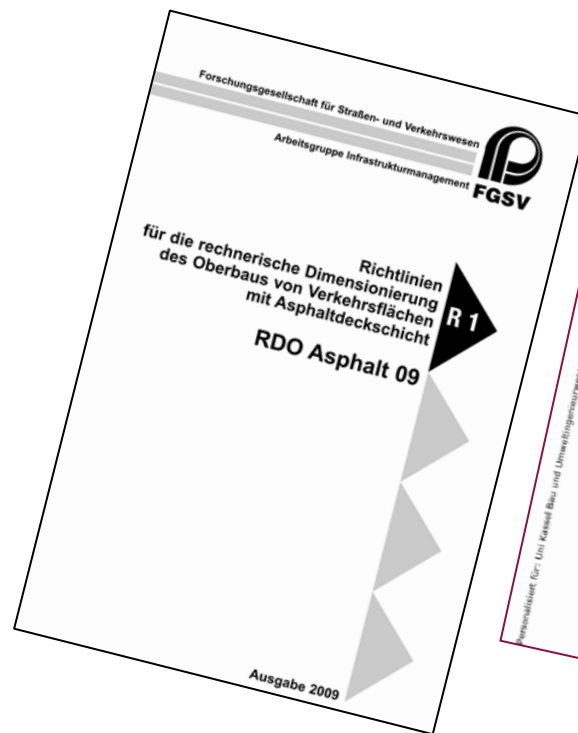 Forschungsgesellschaft für Straßen- und Verkehrswesen
Arbeitsgruppe Infrastrukturmanagement
FGSV
Richtlinien
für die rechnerische Dimensionierung
des Oberbaus von Verkehrsflächen
mit Asphaltdeckschicht
R 1
RDO Asphalt 09
Ausgabe 2009
Personalisiert für: Uni Kassel Bau und